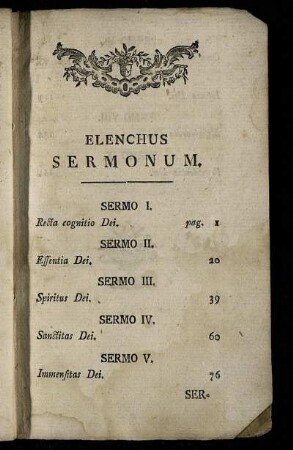 ELENCHUS
SERMONUM.
SERMO I.
Recta cognitio Dei. pag. 1
SERMO II.
Eſſentia Dei. 20
SERMO III.
Spiritus Dei. 39
SERMO IV.
Sanctitas Dei. 60
SERMO V.
Immenſitas Dei. 76
SER-